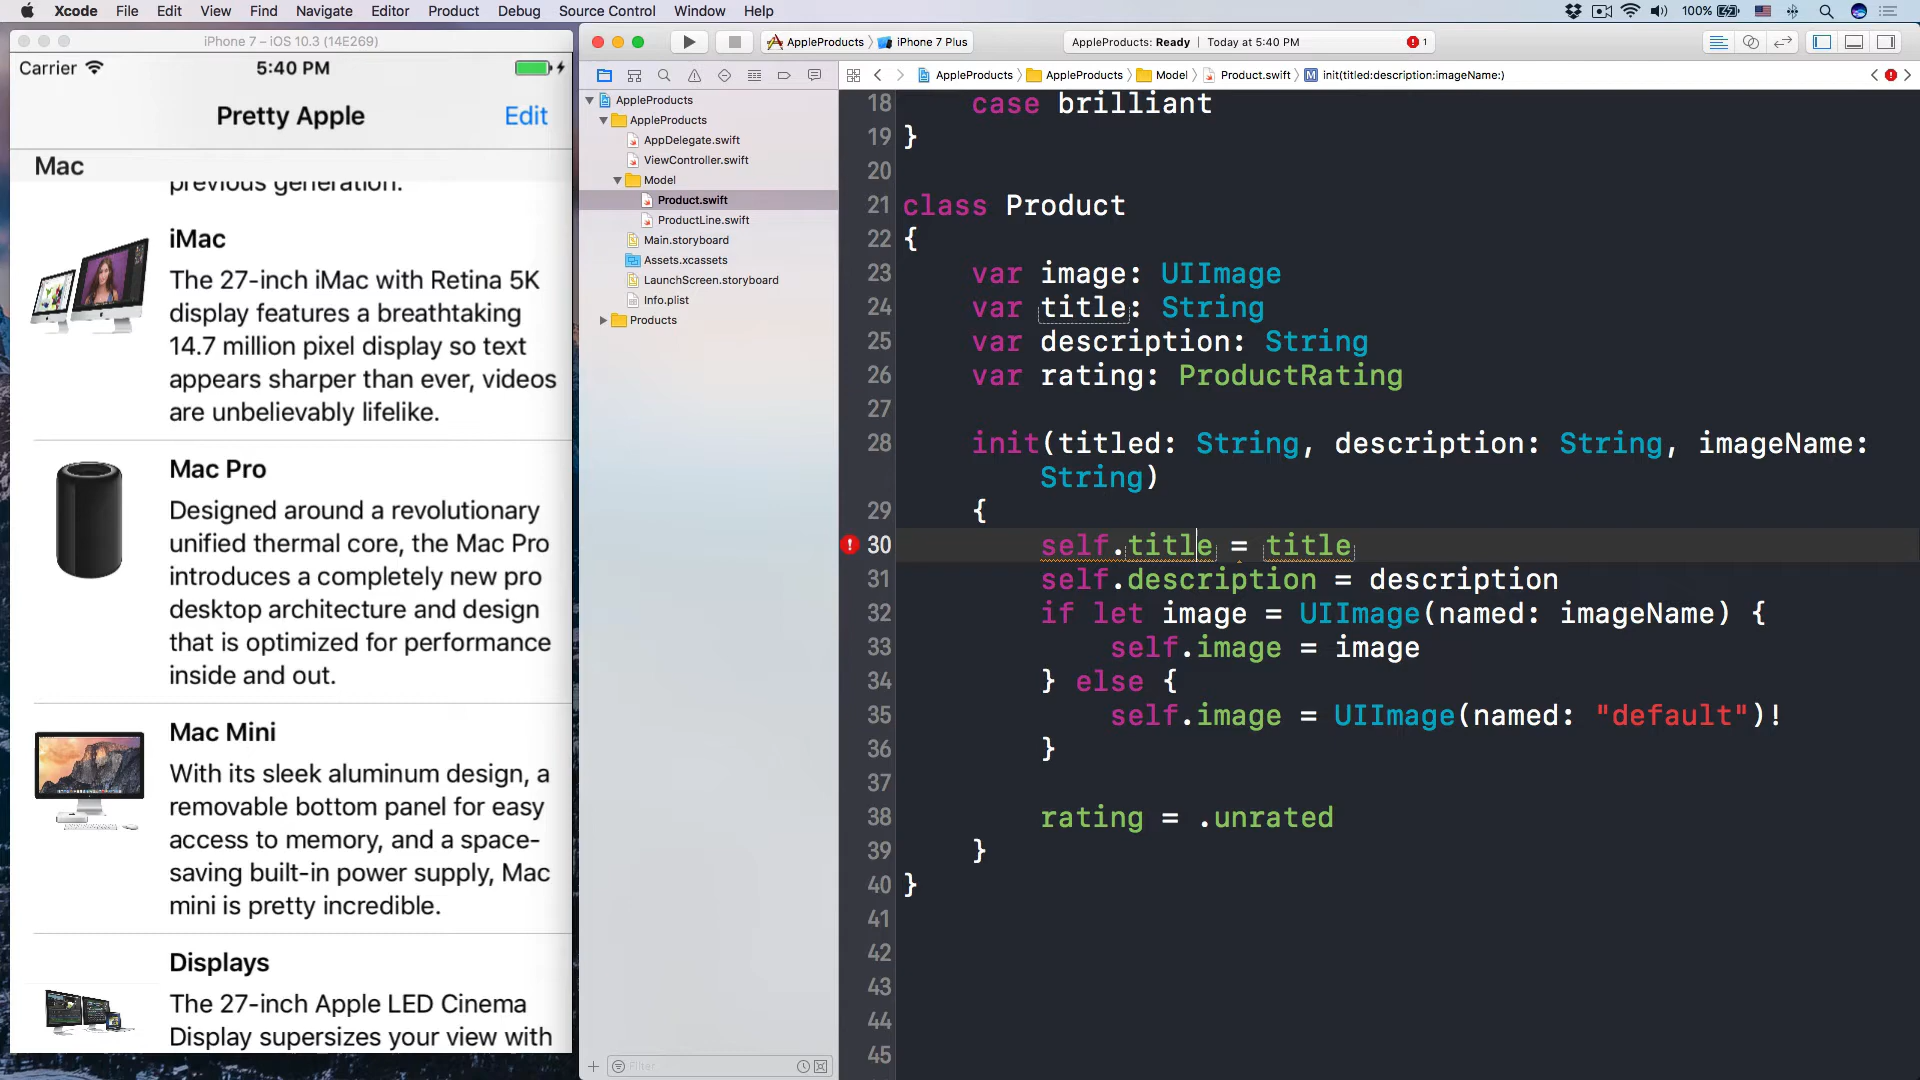 Xcode File Edit View Find Navigate Editor Product Debug Source Control Window Help
100%
iPhone 7 – iOS 10.3 (14E269)
Carrier 5:40 PM
Pretty Apple Edit
Mac
previous generation.
iMac
The 27-inch iMac with Retina 5K
display features a breathtaking
14.7 million pixel display so text
appears sharper than ever, videos
are unbelievably lifelike.
Mac Pro
Designed around a revolutionary
unified thermal core, the Mac Pro
introduces a completely new pro
desktop architecture and design
that is optimized for performance
inside and out.
Mac Mini
With its sleek aluminum design, a
removable bottom panel for easy
access to memory, and a space-
saving built-in power supply, Mac
mini is pretty incredible.
Displays
The 27-inch Apple LED Cinema
Display supersizes your view with
AppleProducts iPhone 7 Plus
AppleProducts: Ready Today at 5:40 PM 1
AppleProducts AppleProducts Model Product.swift M init(titled:description:imageName:)
AppleProducts
AppleProducts
AppDelegate.swift
ViewController.swift
Model
Product.swift
ProductLine.swift
Main.storyboard
Assets.xcassets
LaunchScreen.storyboard
Info.plist
Products
Filter
18 case brilliant
19 }
20
21 class Product
22 {
23 var image: UIImage
24 var title: String
25 var description: String
26 var rating: ProductRating
27
28 init(titled: String, description: String, imageName:
String)
29 {
30 self.title = title
31 self.description = description
32 if let image = UIImage(named: imageName) {
33 self.image = image
34 } else {
35 self.image = UIImage(named: "default")!
36 }
37
38 rating = .unrated
39 }
40 }
41
42
43
44
45